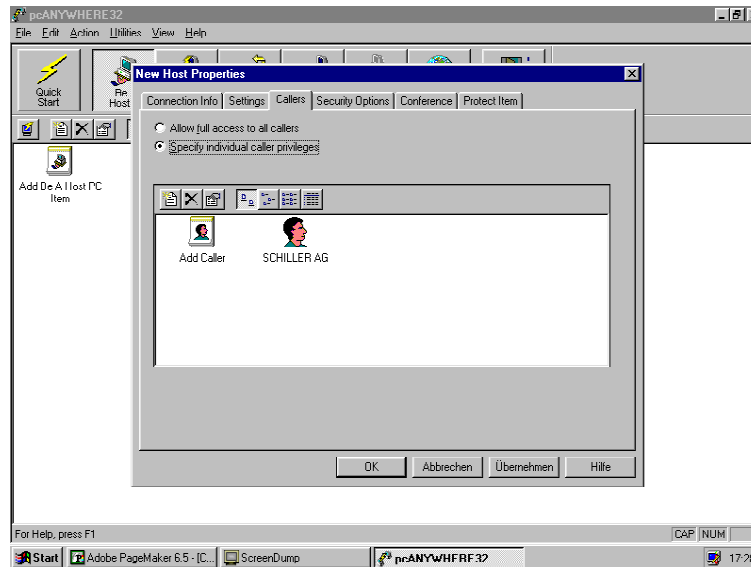 pcANYWHERE32
File Edit Action Utilities View Help
Quick
Start
Re
Host
New Host Properties
Connection Info Settings Callers Security Options Conference Protect Item
Allow full access to all callers
Specify individual caller privileges
Add Be A Host PC
Item
Add Caller SCHILLER AG
OK Abbrechen Übernehmen Hilfe
For Help, press F1
CAP NUM
Start Adobe PageMaker 6.5 - [C... ScreenDump pcANYWHERE32 17:28